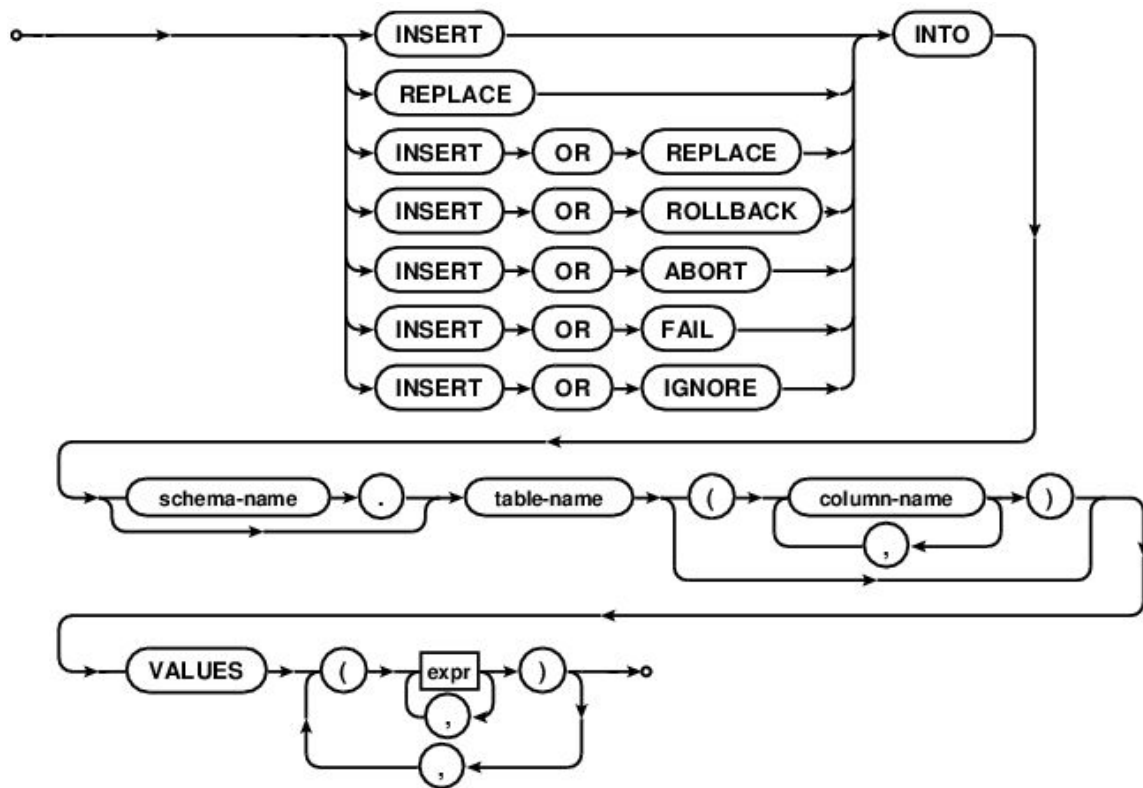 INSERT INTO
REPLACE
INSERT OR REPLACE
INSERT OR ROLLBACK
INSERT OR ABORT
INSERT OR FAIL
INSERT OR IGNORE
schema-name . table-name ( column-name )
,
VALUES ( expr )
,
,